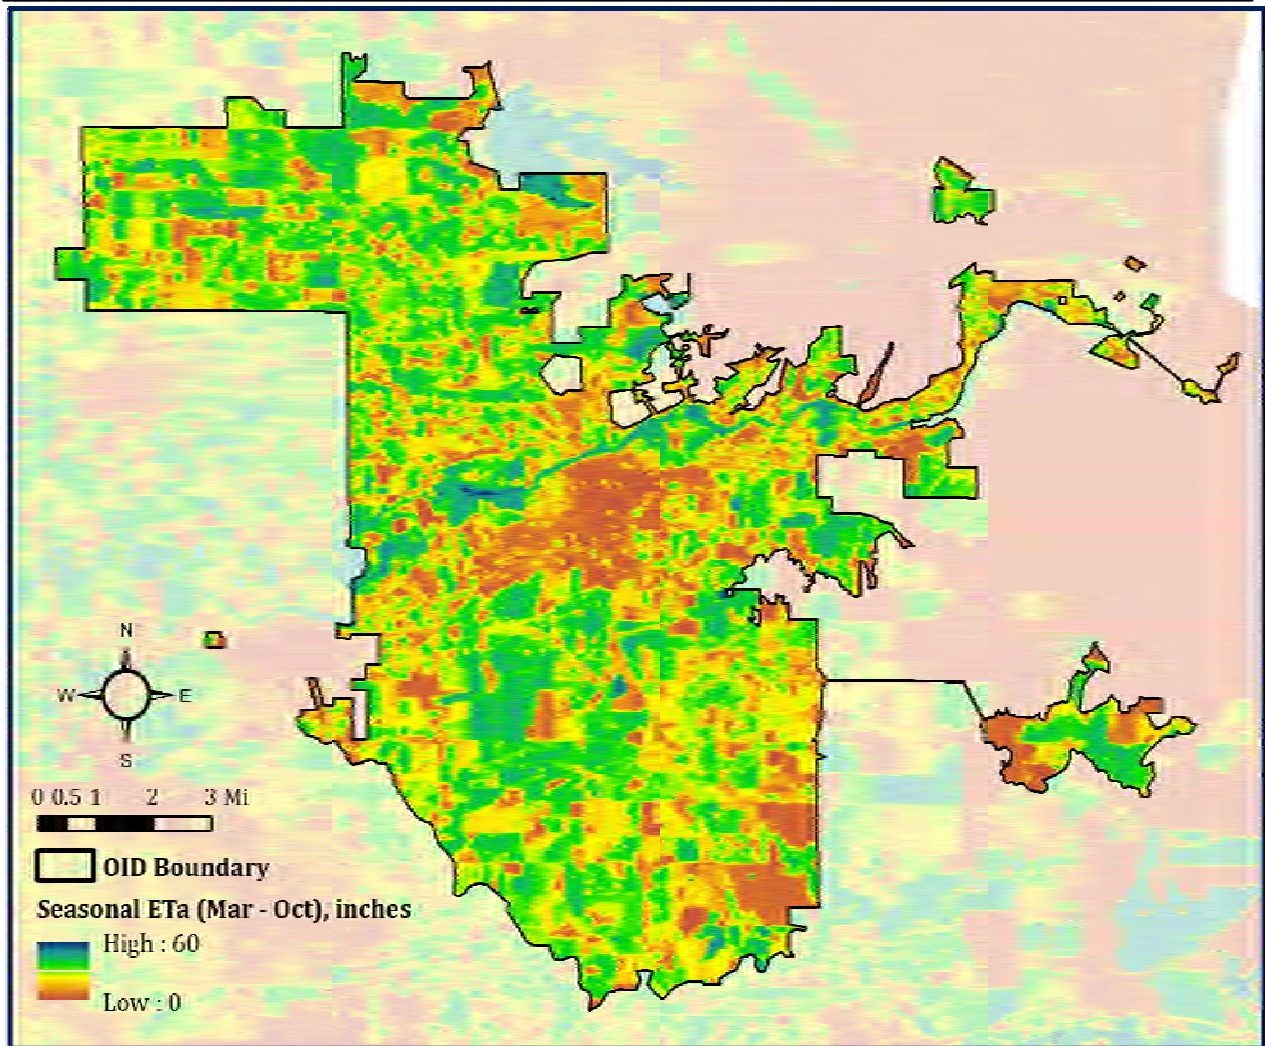 N
W E
S
0 0.5 1 2 3 Mi
OID Boundary
Seasonal ETa (Mar - Oct), inches
High : 60
Low : 0